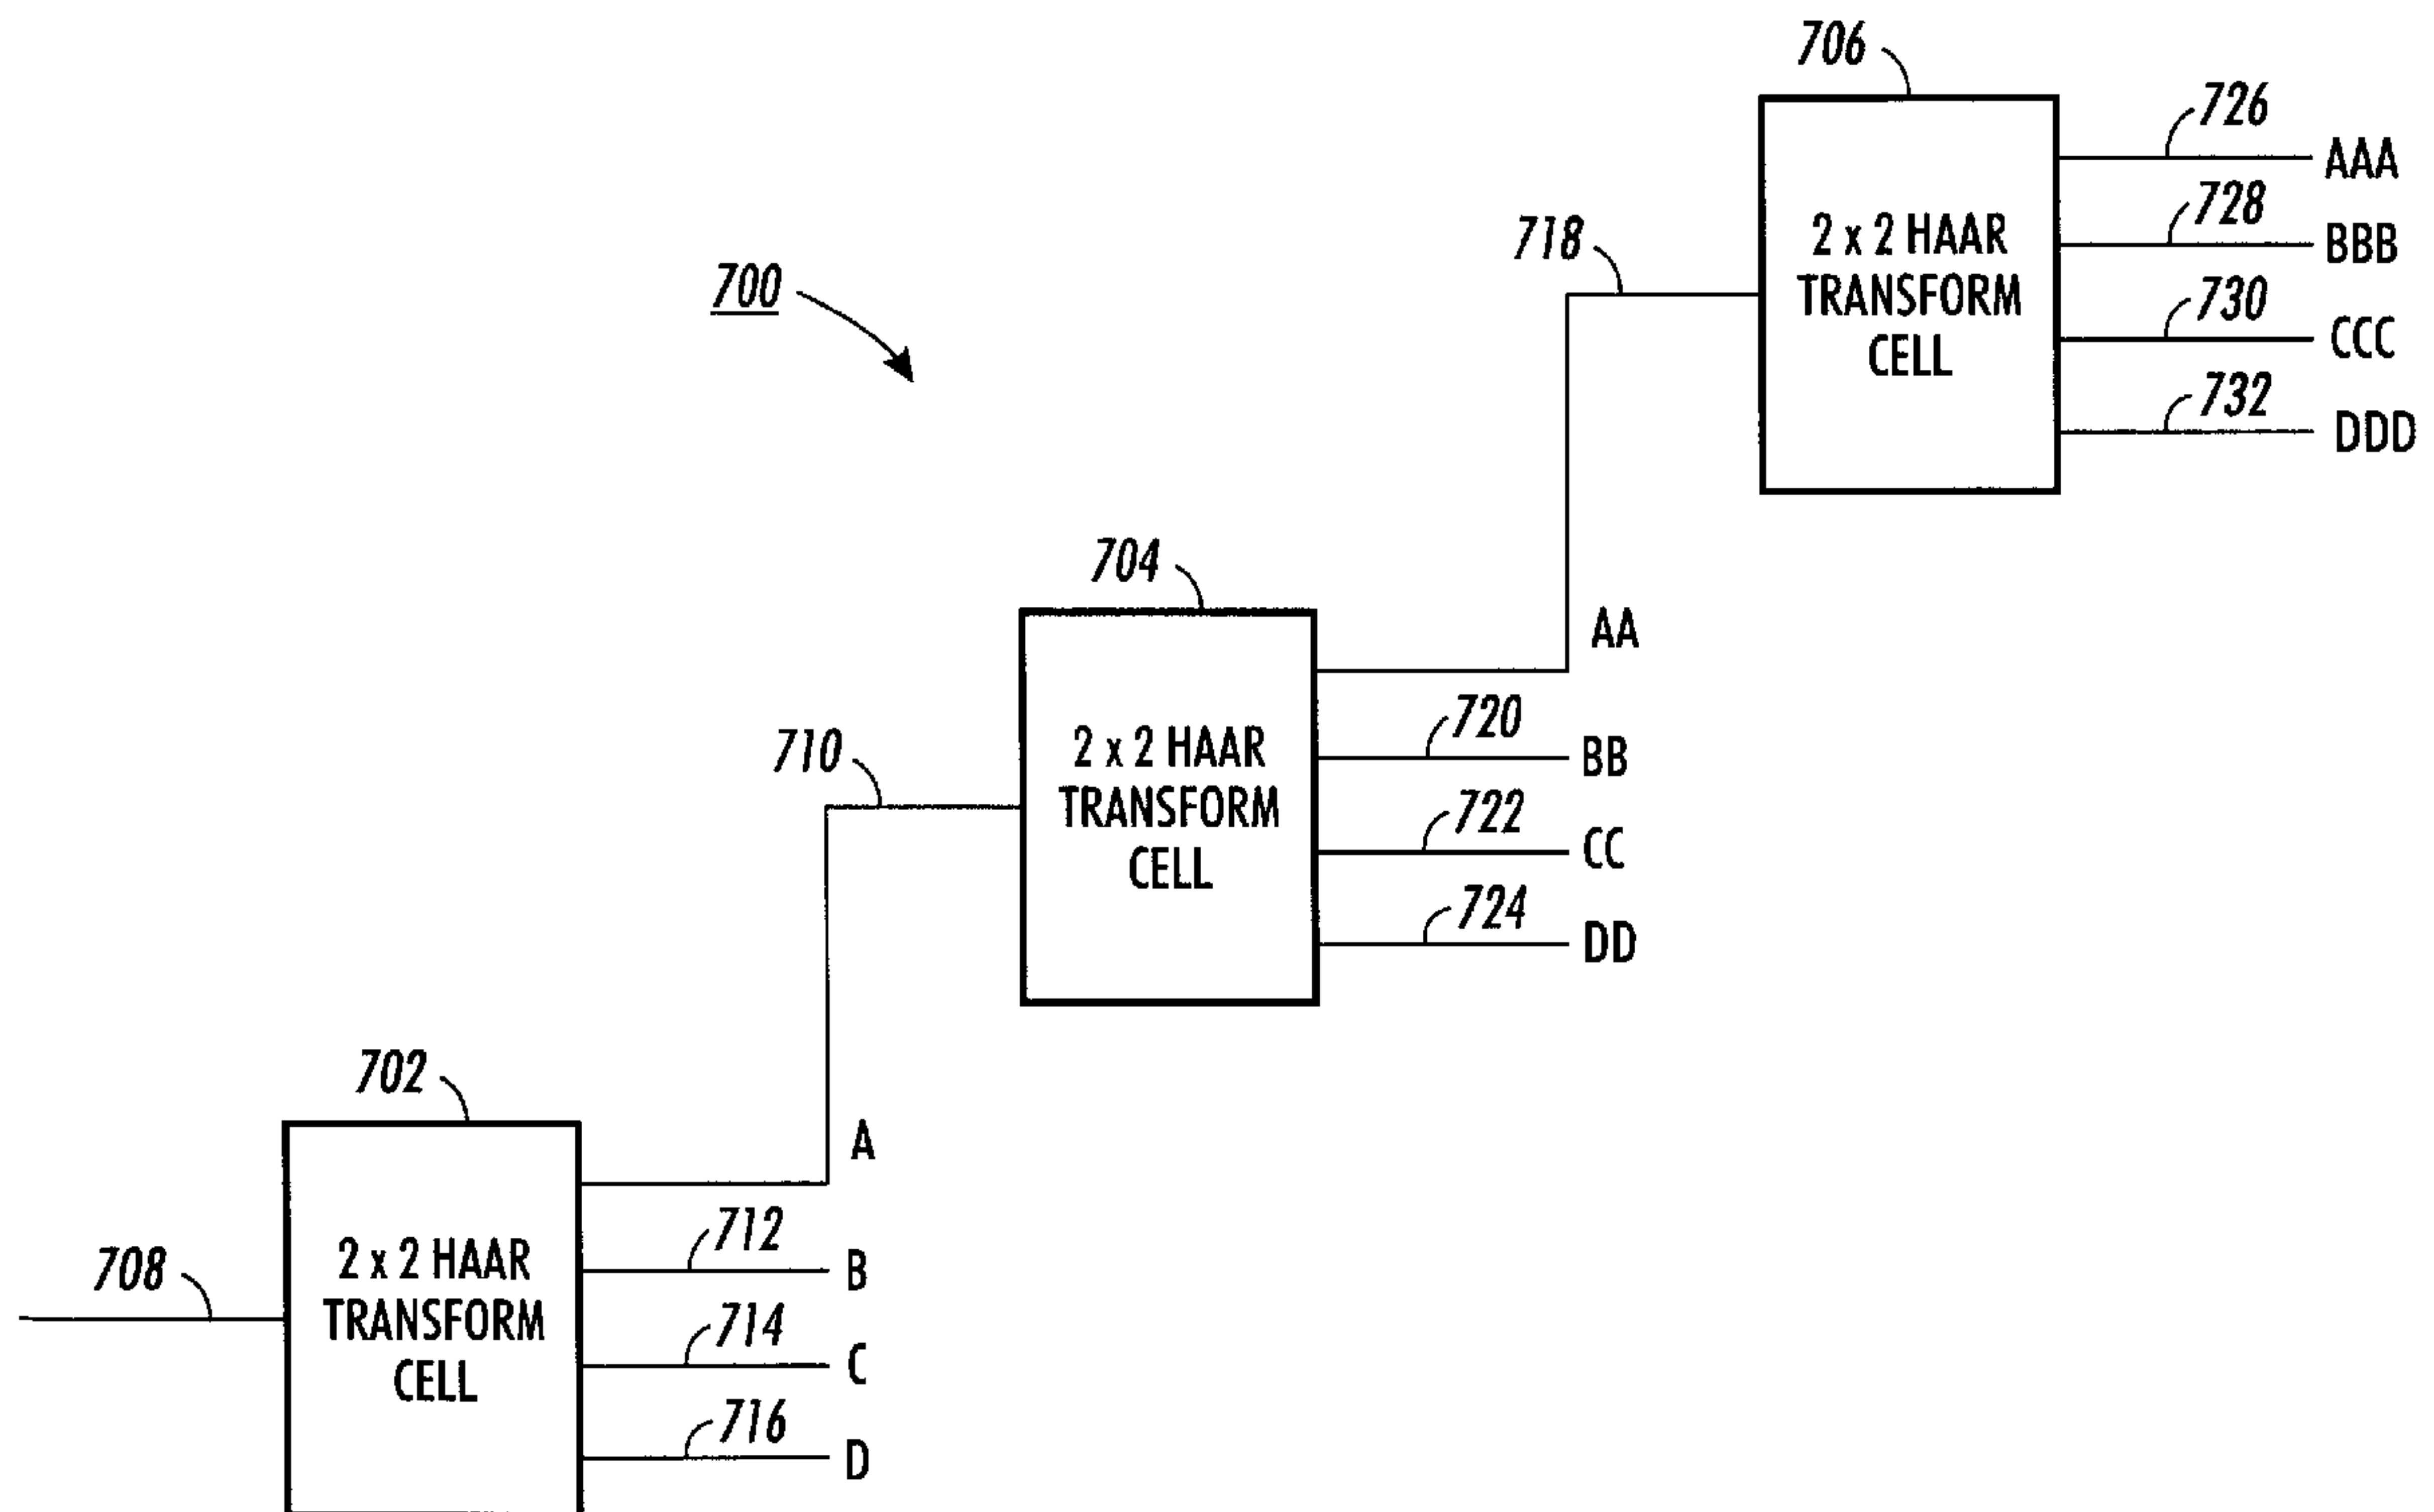 706
726
AAA
728
BBB
730
CCC
732
DDD
2 x 2 HAAR
TRANSFORM
CELL
718
700
704
AA
720
BB
722
CC
724
DD
2 x 2 HAAR
TRANSFORM
CELL
710
702
A
712
B
714
C
716
D
2 x 2 HAAR
TRANSFORM
CELL
708